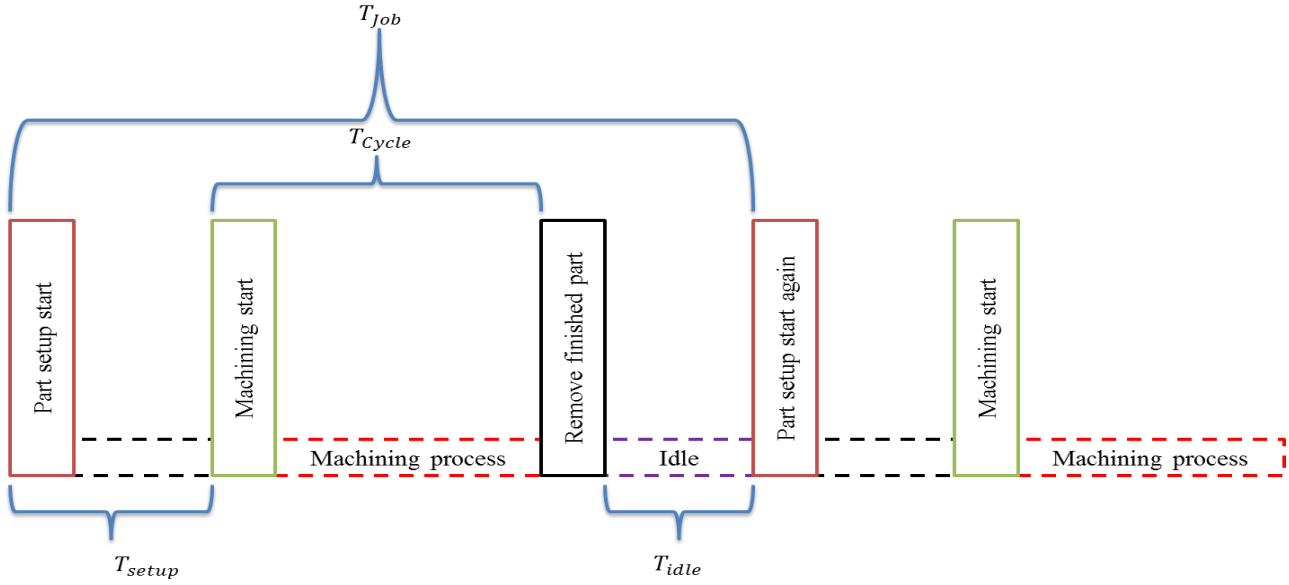 T_Job
T_Cycle
Part setup start
Machining start
Remove finished part
Part setup start again
Machining start
Machining process
Idle
Machining process
T_setup
T_idle